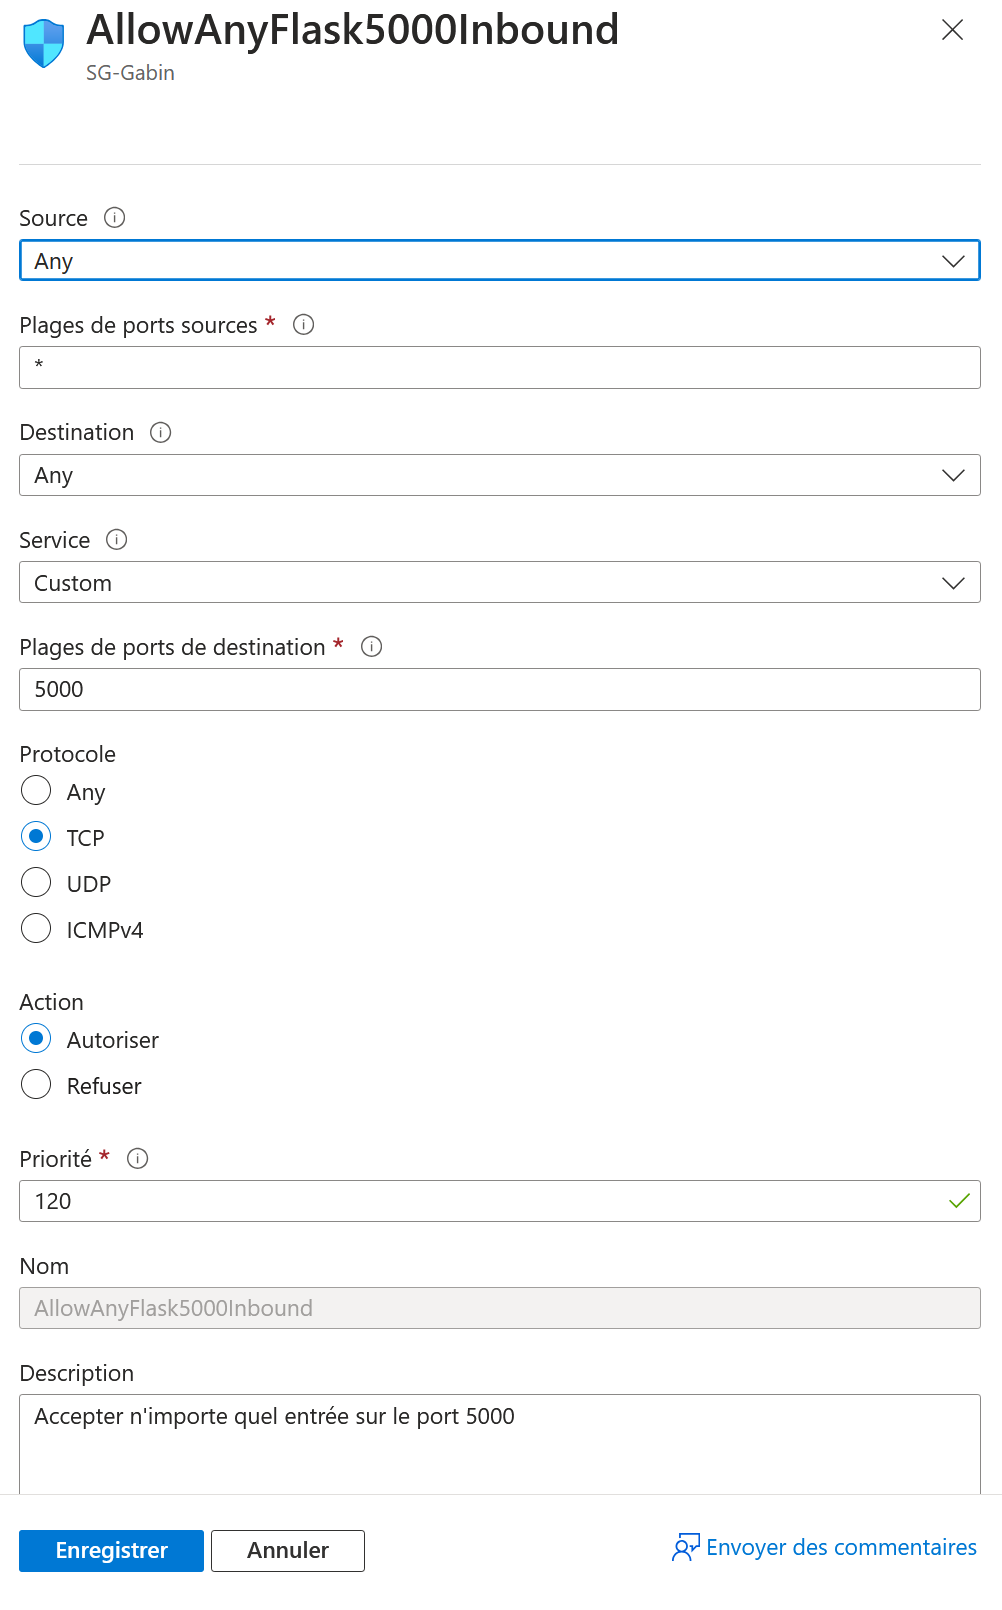 AllowAnyFlask5000Inbound
SG-Gabin
Source
Any
Plages de ports sources *
*
Destination
Any
Service
Custom
Plages de ports de destination *
5000
Protocole
Any
TCP
UDP
ICMPv4
Action
Autoriser
Refuser
Priorité *
120
Nom
AllowAnyFlask5000Inbound
Description
Accepter n'importe quel entrée sur le port 5000
Enregistrer Annuler Envoyer des commentaires